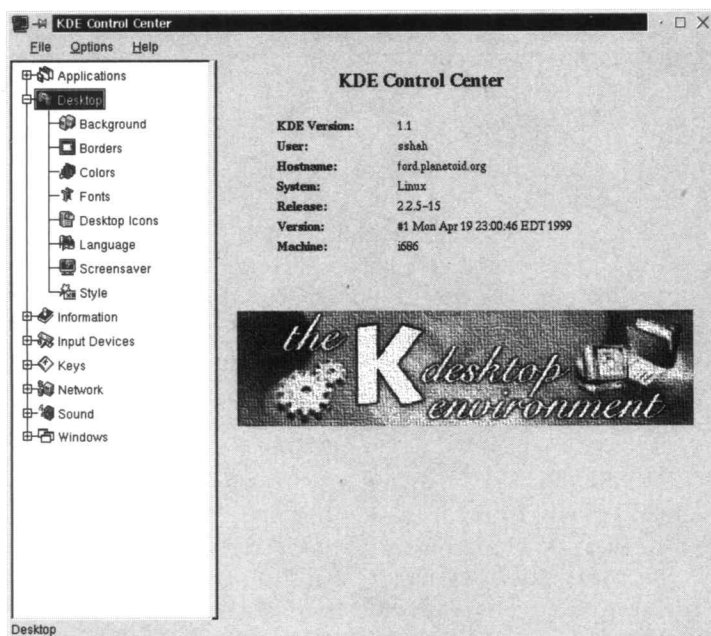 KDE Control Center
File Options Help
Applications
Desktop
Background
Borders
Colors
Fonts
Desktop Icons
Language
Screensaver
Style
Information
Input Devices
Keys
Network
Sound
Windows
KDE Control Center
KDE Version: 1.1
User: sshah
Hostname: ford.planetoid.org
System: Linux
Release: 2.2.5-15
Version: #1 Mon Apr 19 23:00:46 EDT 1999
Machine: i686
the K desktop
environment
Desktop